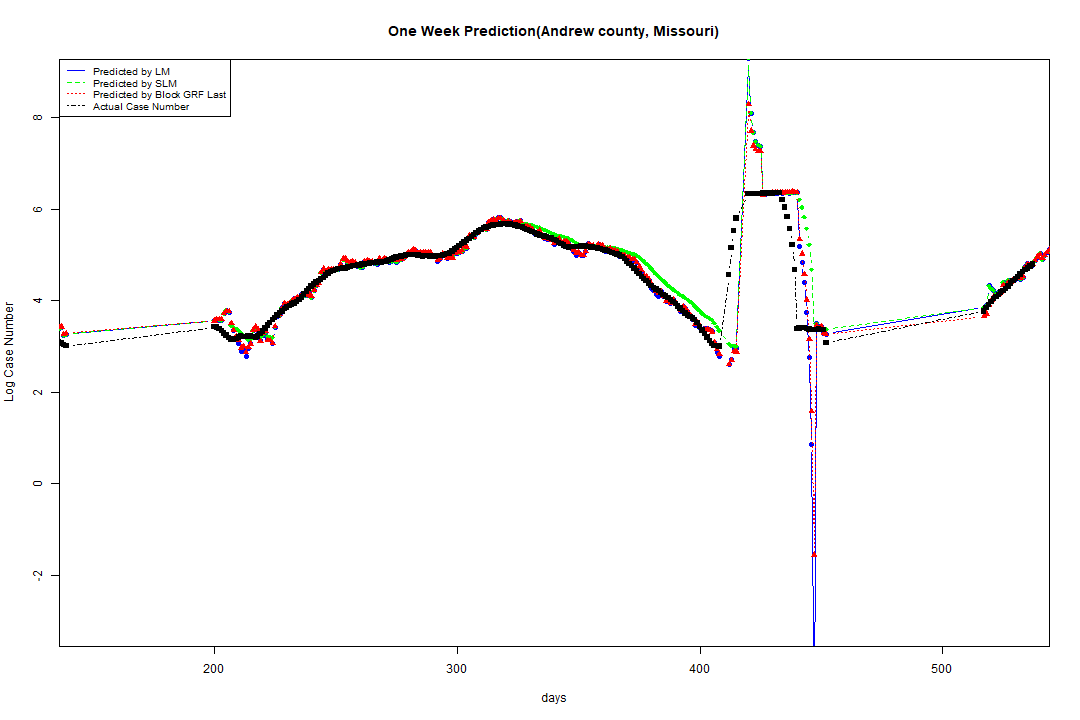 One Week Prediction(Andrew county, Missouri)
Predicted by LM
Predicted by SLM
Predicted by Block GRF Last
Actual Case Number
Log Case Number
8
6
4
2
0
-2
200 300 400 500
days